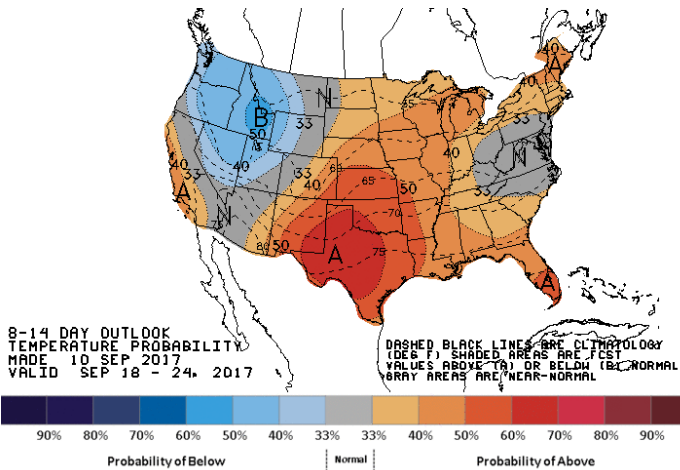 40
A
40
N
45
B
33
33
50
40
N
40
33
33
A
60
33
40
65
50
N
70
80
50
A
75
A
8-14 DAY OUTLOOK
TEMPERATURE PROBABILITY
MADE 10 SEP 2017
VALID SEP 18 - 24, 2017
DASHED BLACK LINES ARE CLIMATOLOGY
(DEG F) SHADED AREAS ARE FCST
VALUES ABOVE (A) OR BELOW (B) NORMAL
GRAY AREAS ARE NEAR-NORMAL
90% 80% 70% 60% 50% 40% 33% 33% 40% 50% 60% 70% 80% 90%
Probability of Below Normal Probability of Above